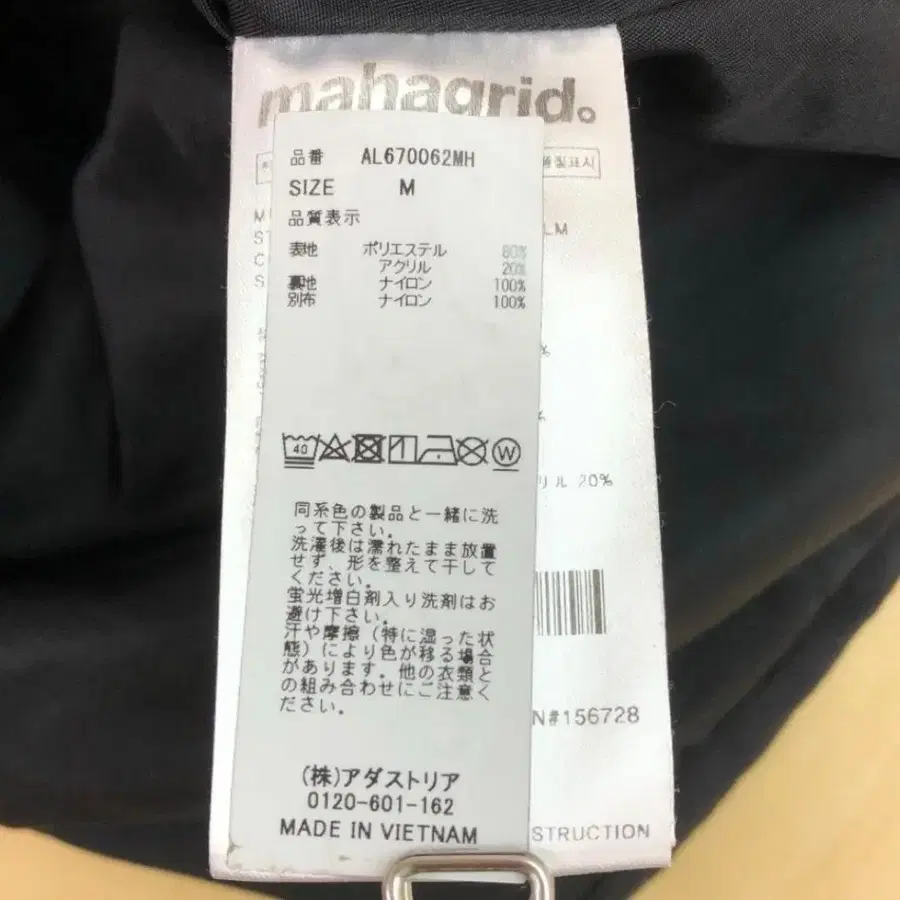 mahagrid。
品番 AL670062MH
SIZE M
品質表示
質표시
LM
表地 ポリエステル 80%
アクリル 20%
裏地 ナイロン 100%
別布 ナイロン 100%
%
%
リル 20%
40
W
同系色の製品と一緒に洗
って下さい。
洗濯後は濡れたまま放置
せず、形を整えて干して
ください。
蛍光増白剤入り洗剤はお
避け下さい。
汗や摩擦（特に湿った状
態）により色が移る場合
があります。他の衣類と
の組み合わせにご注意く
ださい。
N#156728
(株)アダストリア
0120-601-162
MADE IN VIETNAM
STRUCTION